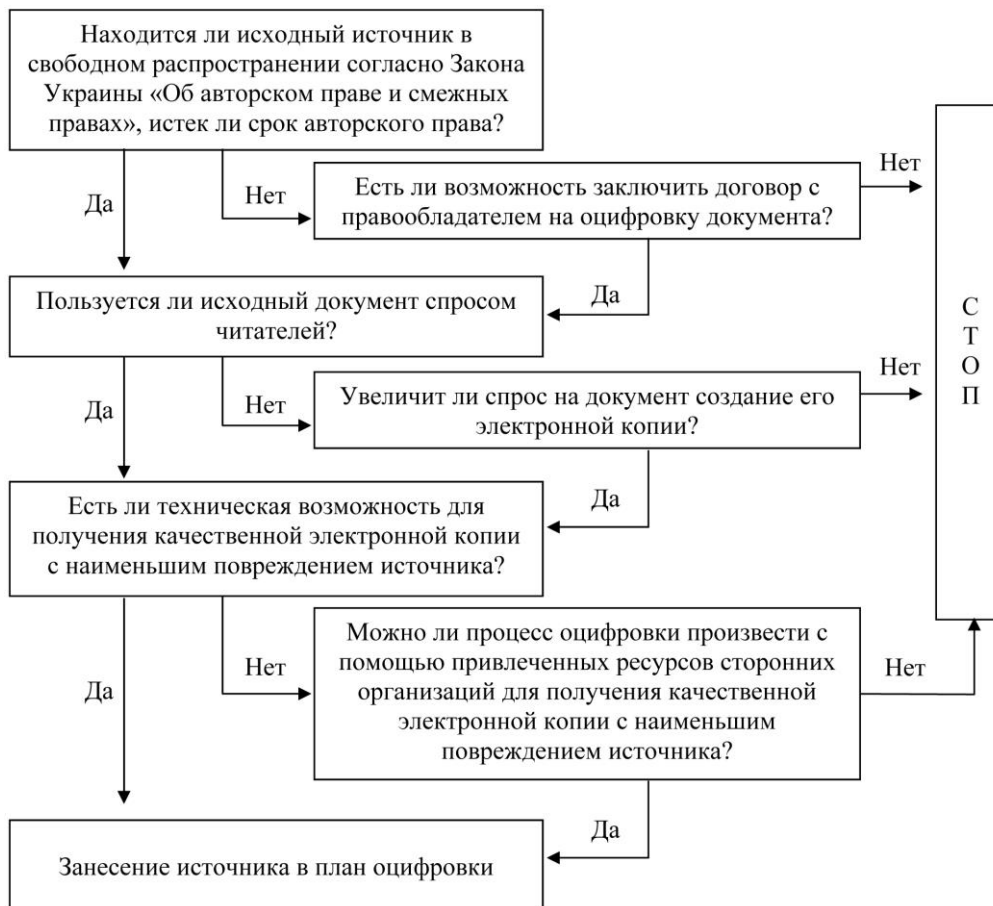 Находится ли исходный источник в
свободном распространении согласно Закона
Украины «Об авторском праве и смежных
правах», истек ли срок авторского права?
Да
Нет
Есть ли возможность заключить договор с
правообладателем на оцифровку документа?
Нет
Да
Пользуется ли исходный документ спросом
читателей?
Да
Нет
Увеличит ли спрос на документ создание его
электронной копии?
Нет
Да
С
Т
О
П
Есть ли техническая возможность для
получения качественной электронной копии
с наименьшим повреждением источника?
Да
Нет
Можно ли процесс оцифровки произвести с
помощью привлеченных ресурсов сторонних
организаций для получения качественной
электронной копии с наименьшим
повреждением источника?
Нет
Да
Занесение источника в план оцифровки